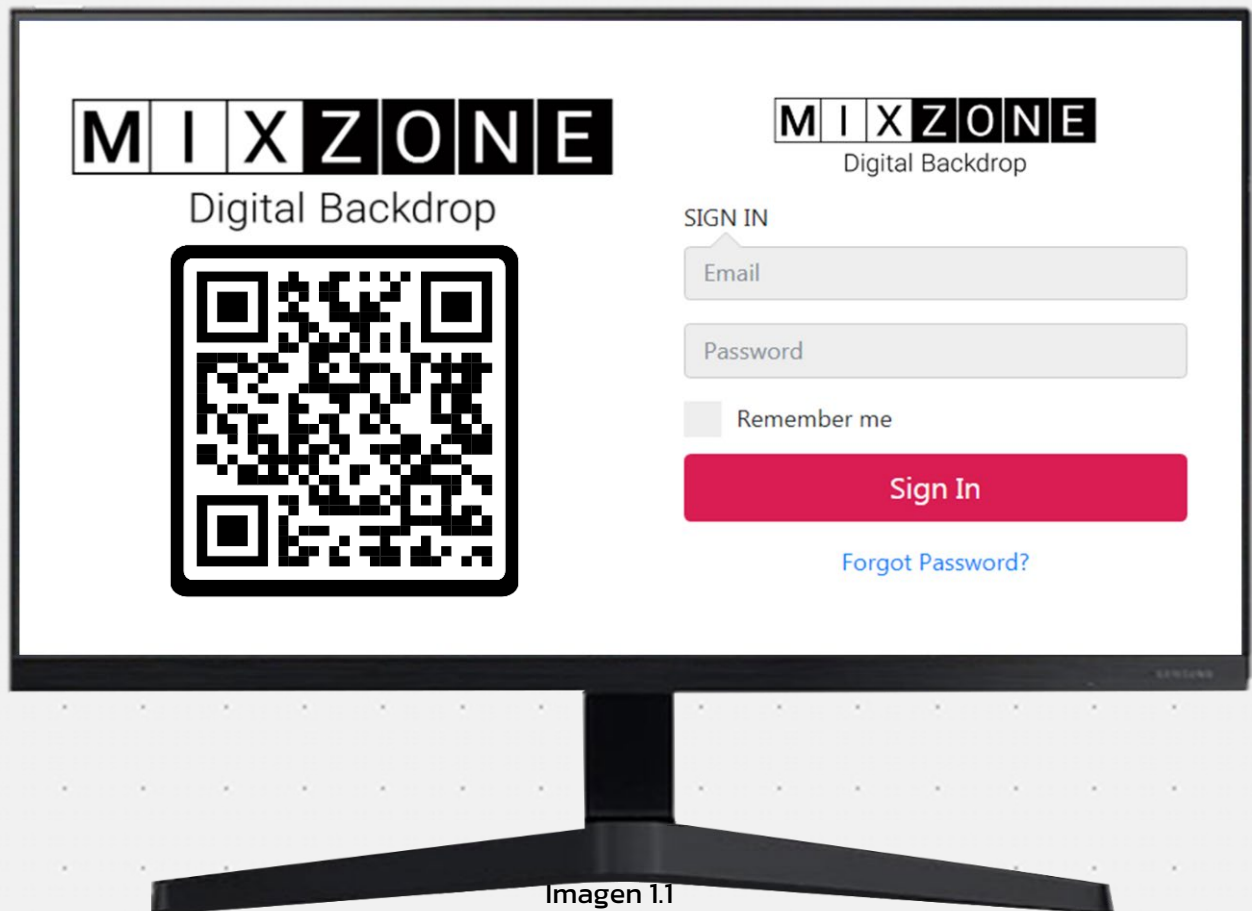 MIXZONE
Digital Backdrop
MIXZONE
Digital Backdrop
SIGN IN
Email
Password
Remember me
Sign In
Forgot Password?
SAMSUNG
Imagen 1.1